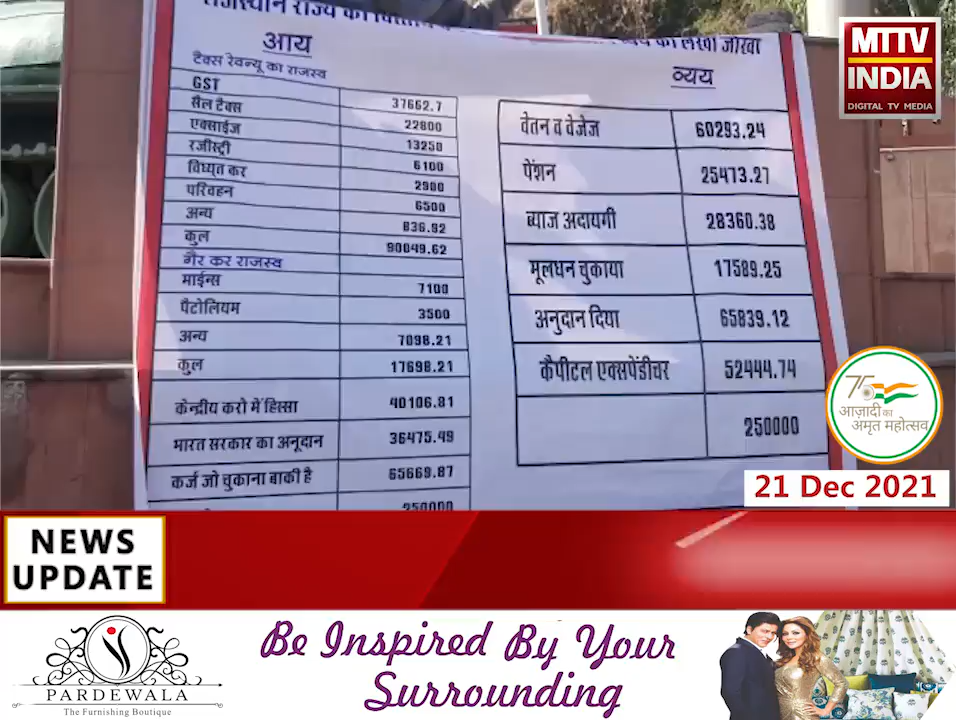 राजस्थान राज्य का
का लेखा जोखा
आय
टैक्स रेवन्यू का राजस्व
GST 37662.7
सैल टैक्स 22800
एक्साईज 13250
रजीस्ट्री 6100
विध्युत कर 2900
परिवहन 6500
अन्य 836.92
कुल 90049.62
गैर कर राजस्व
माईन्स 7100
पैटोलियम 3500
अन्य 7098.21
कुल 17698.21
केन्द्रीय करो में हिस्सा 40106.81
भारत सरकार का अनूदान 36475.49
कर्ज जो चुकाना बाकी है 65669.87
250000
व्यय
वेतन व वेजेज 60293.24
पेंशन 25473.27
ब्याज अदायगी 28360.38
मूलधन चुकाया 17589.25
अनुदान दिया 65839.12
कैपीटल एक्सपेंडीचर 52444.74
250000
MTTV
INDIA
DIGITAL TV MEDIA
75
आज़ादी का
अमृत महोत्सव
21 Dec 2021
NEWS
UPDATE
PARDEWALA
The Furnishing Boutique
Be Inspired By Your
Surrounding